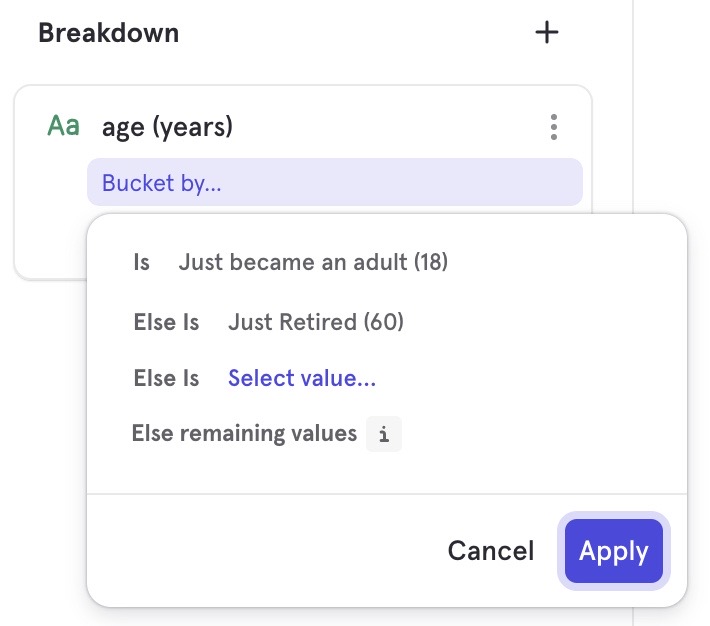 Breakdown +
Aa age (years)
Bucket by...
Is Just became an adult (18)
Else Is Just Retired (60)
Else Is Select value...
Else remaining values i
Cancel Apply